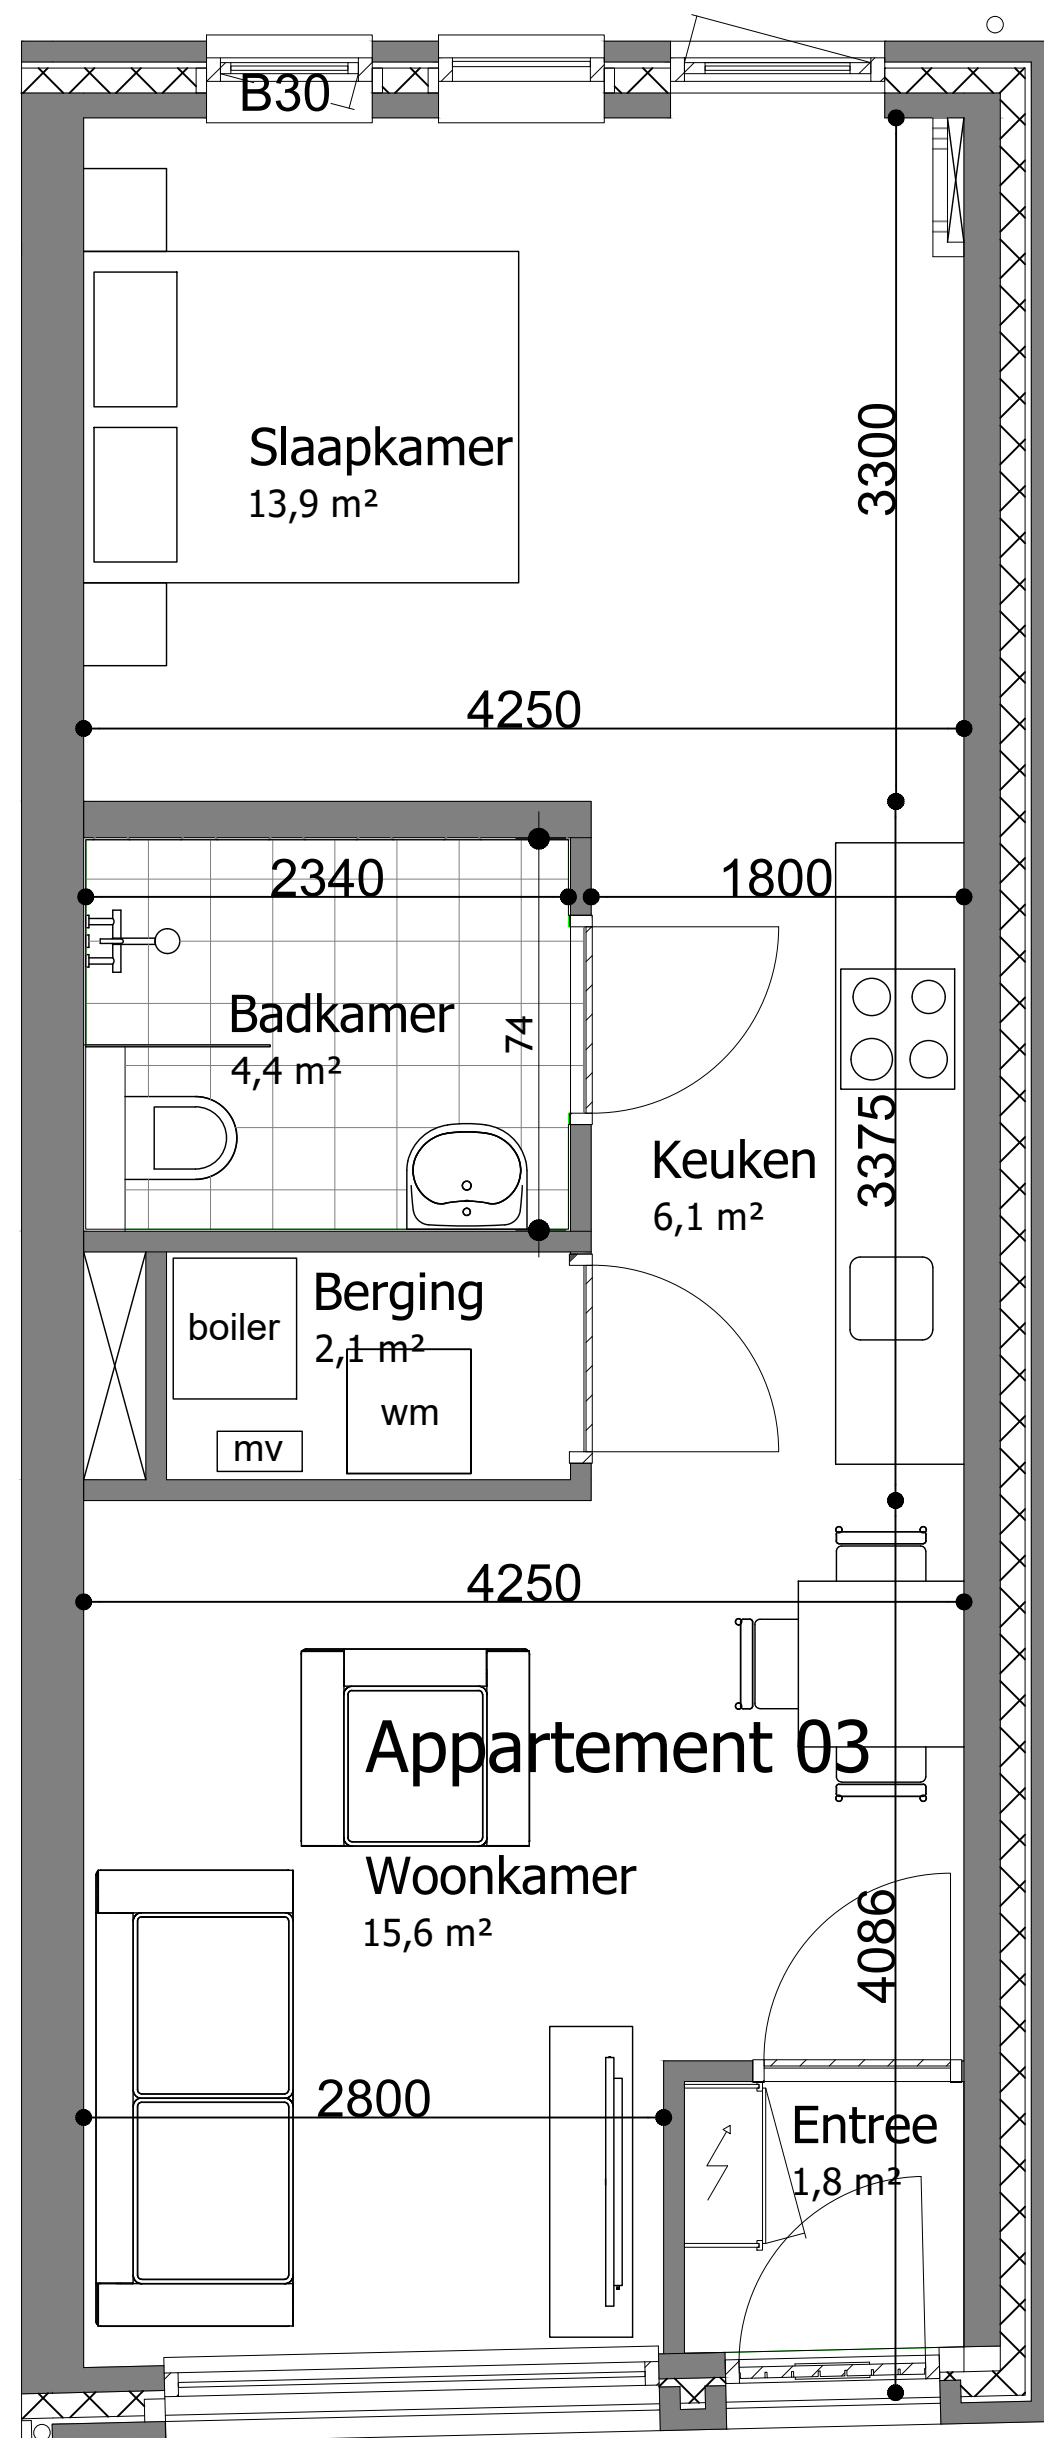 B30
Slaapkamer
13,9 m²
3300
4250
2340
1800
Badkamer
4,4 m²
74
Keuken
6,1 m²
3375
Berging
2,1 m²
boiler
wm
mv
4250
Appartement 03
Woonkamer
15,6 m²
4086
2800
Entree
1,8 m²